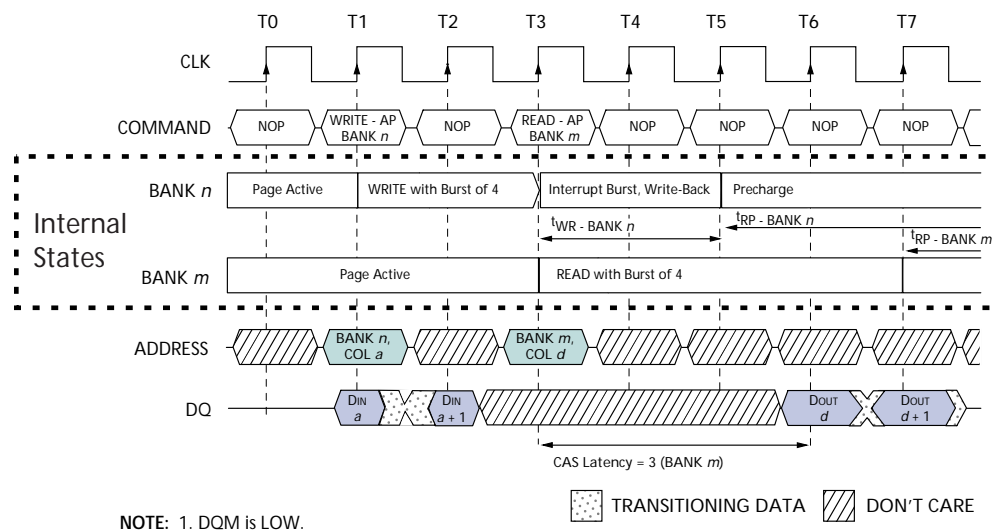 T0 T1 T2 T3 T4 T5 T6 T7
CLK
COMMAND NOP WRITE - AP BANK n NOP READ - AP BANK m NOP NOP NOP NOP
Internal States
BANK n Page Active WRITE with Burst of 4 Interrupt Burst, Write-Back Precharge
tWR - BANK n tRP - BANK n
tRP - BANK m
BANK m Page Active READ with Burst of 4
ADDRESS BANK n, COL a BANK m, COL d
DQ DIN a DIN a + 1 DOUT d DOUT d + 1
CAS Latency = 3 (BANK m)
TRANSITIONING DATA DON'T CARE
NOTE: 1. DQM is LOW.